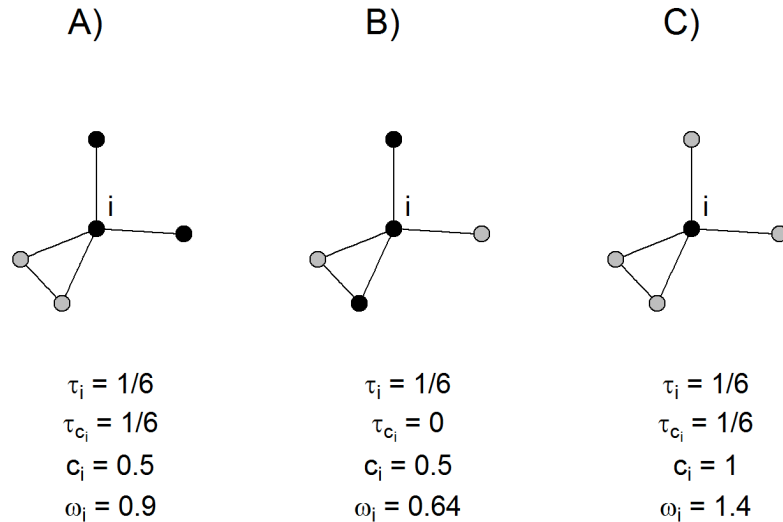 A) B) C)
i i i
τi = 1/6 τi = 1/6 τi = 1/6
τci = 1/6 τci = 0 τci = 1/6
ci = 0.5 ci = 0.5 ci = 1
ωi = 0.9 ωi = 0.64 ωi = 1.4